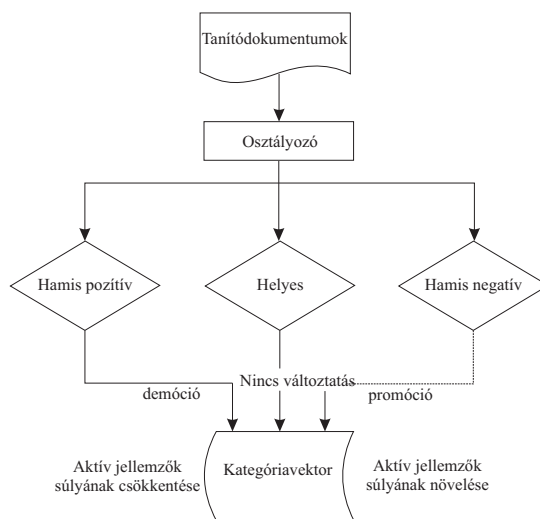 Tanítódokumentumok
Osztályozó
Hamis pozitív
Helyes
Hamis negatív
demóció
Nincs változtatás
promóció
Aktív jellemzők
súlyának csökkentése
Kategóriavektor
Aktív jellemzők
súlyának növelése